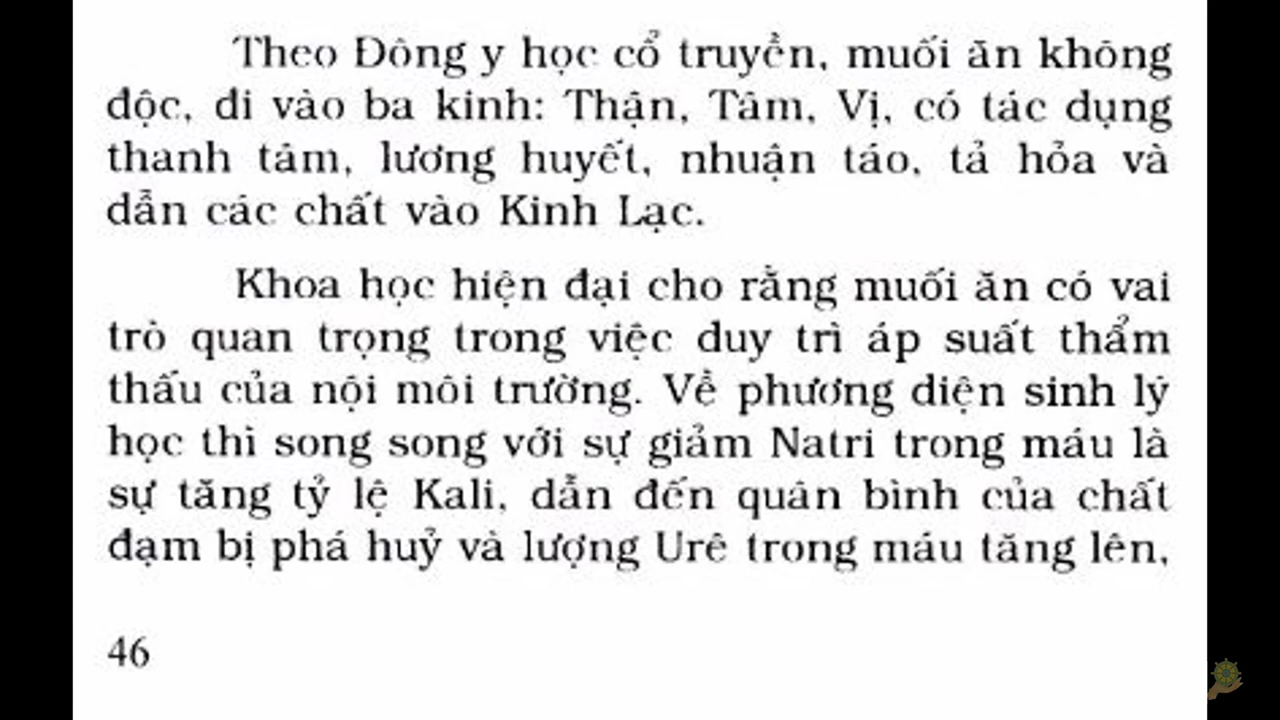 Theo Đông y học cổ truyền, muối ăn không
độc, đi vào ba kinh: Thận, Tâm, Vị, có tác dụng
thanh tâm, lương huyết, nhuận táo, tả hỏa và
dẫn các chất vào Kinh Lạc.
Khoa học hiện đại cho rằng muối ăn có vai
trò quan trọng trong việc duy trì áp suất thẩm
thấu của nội môi trường. Về phương diện sinh lý
học thì song song với sự giảm Natri trong máu là
sự tăng tỷ lệ Kali, dẫn đến quân bình của chất
đạm bị phá huỷ và lượng Urê trong máu tăng lên,
46